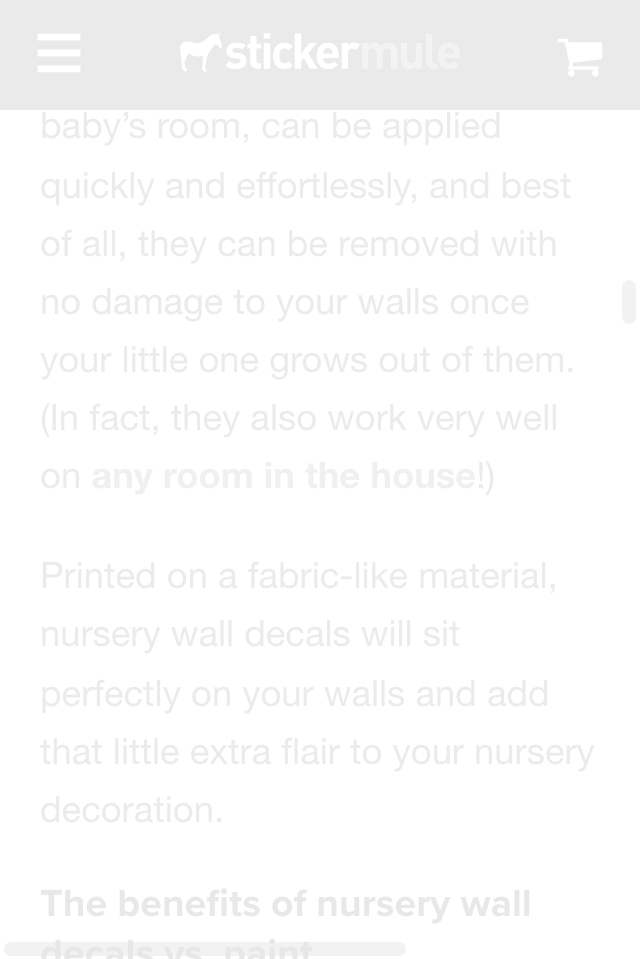 stickermule
baby’s room, can be applied
quickly and effortlessly, and best
of all, they can be removed with
no damage to your walls once
your little one grows out of them.
(In fact, they also work very well
on any room in the house!)
Printed on a fabric-like material,
nursery wall decals will sit
perfectly on your walls and add
that little extra flair to your nursery
decoration.
The benefits of nursery wall
decals vs. paint